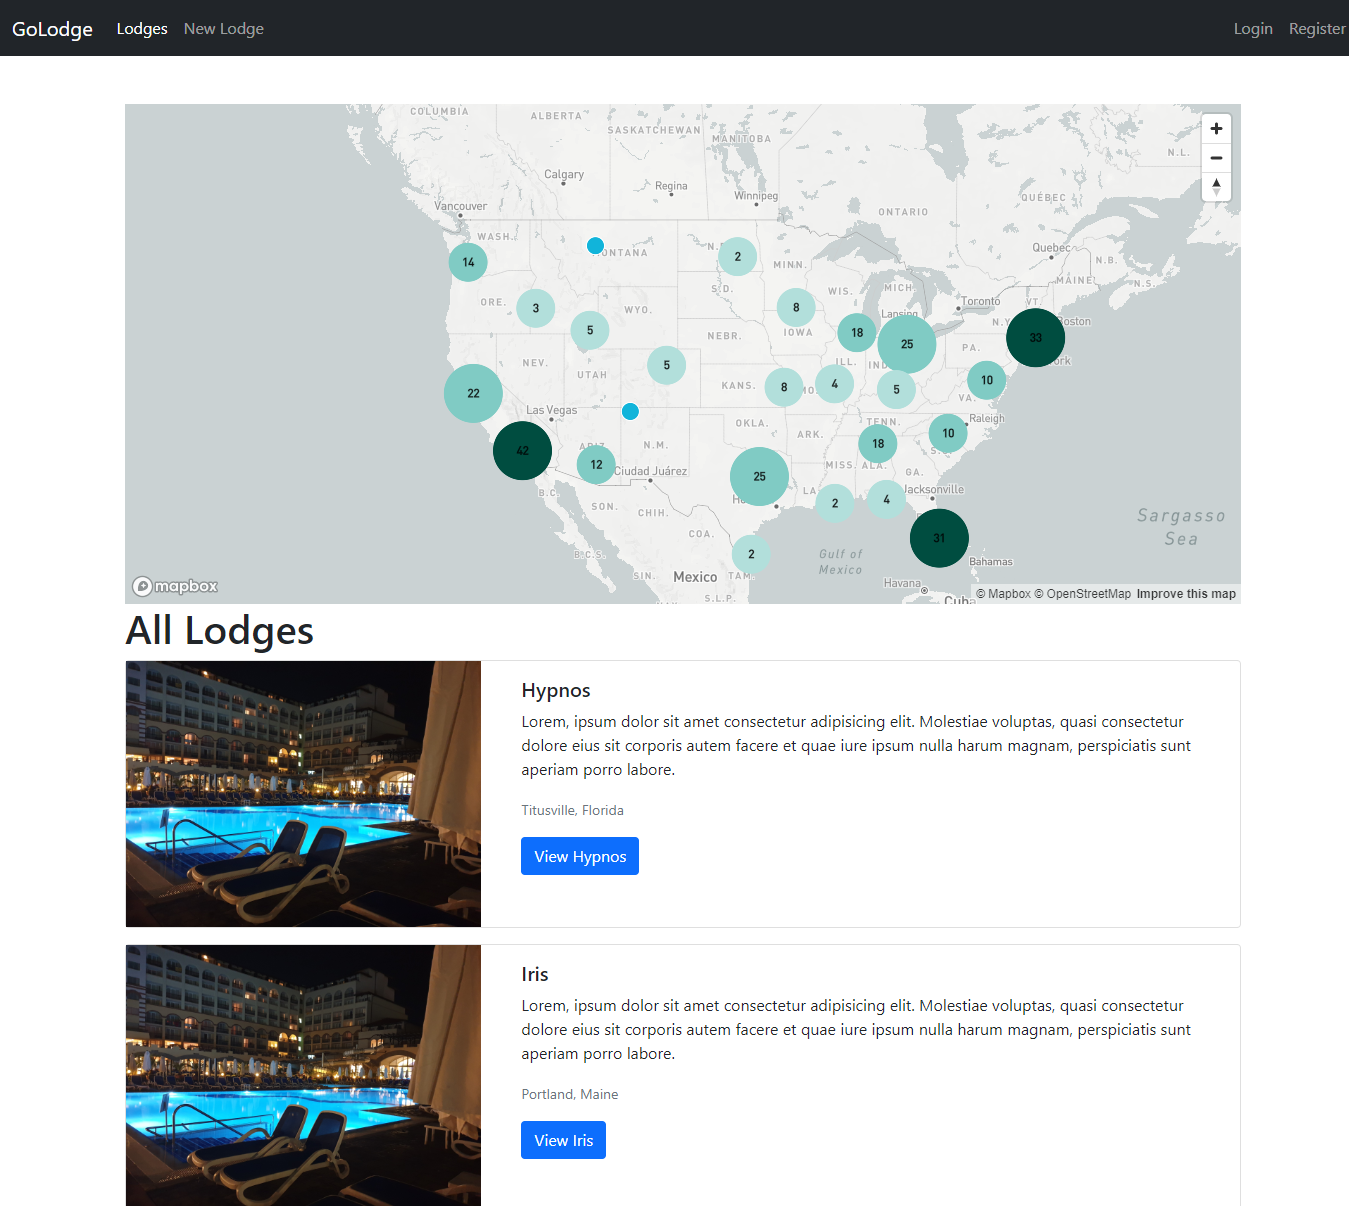 GoLodge Lodges New Lodge Login Register
COLUMBIA
ALBERTA
SASKATCHEWAN
MANITOBA
N.L.
Calgary
Regina
Winnipeg
Vancouver
ONTARIO
QUÉBEC
WASH.
14
ONTANA
N.
2
MINN.
Quebec
N.B.
MAINE
N.S.
ORE.
3
WYO.
S.D.
8
WIS.
MICH.
Toronto
VT.
5
NEBR.
IOWA
18
Lansing
25
N.Y.
33
Boston
ork
NEV.
UTAH
5
ILL.
IND
PA.
22
KANS.
8
MO
4
5
10
VA.
Las Vegas
OKLA.
TENN.
Raleigh
42
ARIZ.
N.M.
ARK.
18
10
S.C.
12
Ciudad Juárez
25
MISS.
ALA.
GA.
B.C.
SON.
CHIH.
LA
2
4
Jacksonville
Sargasso
Sea
COA.
31
B.C.S.
2
Gulf of
Mexico
Bahamas
SIN.
Mexico
TAM.
Havana
S.L.P.
Cuba
mapbox
© Mapbox © OpenStreetMap Improve this map
All Lodges
Hypnos
Lorem, ipsum dolor sit amet consectetur adipisicing elit. Molestiae voluptas, quasi consectetur
dolore eius sit corporis autem facere et quae iure ipsum nulla harum magnam, perspiciatis sunt
aperiam porro labore.
Titusville, Florida
View Hypnos
Iris
Lorem, ipsum dolor sit amet consectetur adipisicing elit. Molestiae voluptas, quasi consectetur
dolore eius sit corporis autem facere et quae iure ipsum nulla harum magnam, perspiciatis sunt
aperiam porro labore.
Portland, Maine
View Iris